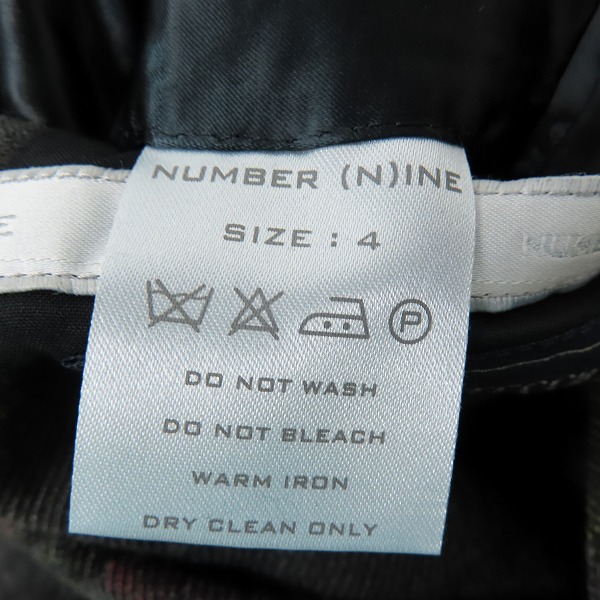 NUMBER (N)INE
SIZE : 4
P
DO NOT WASH
DO NOT BLEACH
WARM IRON
DRY CLEAN ONLY